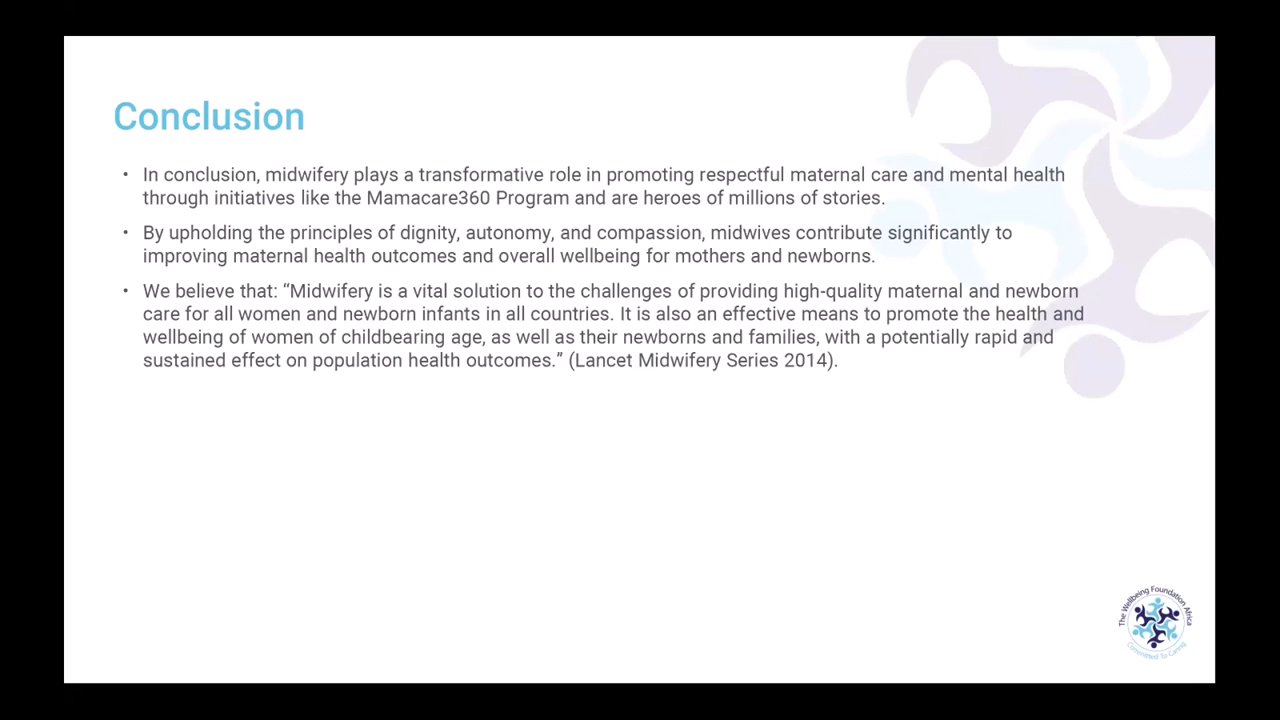 Conclusion
• In conclusion, midwifery plays a transformative role in promoting respectful maternal care and mental health
through initiatives like the Mamacare360 Program and are heroes of millions of stories.
• By upholding the principles of dignity, autonomy, and compassion, midwives contribute significantly to
improving maternal health outcomes and overall wellbeing for mothers and newborns.
• We believe that: “Midwifery is a vital solution to the challenges of providing high-quality maternal and newborn
care for all women and newborn infants in all countries. It is also an effective means to promote the health and
wellbeing of women of childbearing age, as well as their newborns and families, with a potentially rapid and
sustained effect on population health outcomes.” (Lancet Midwifery Series 2014).
The Wellbeing Foundation Africa
Committed To Caring